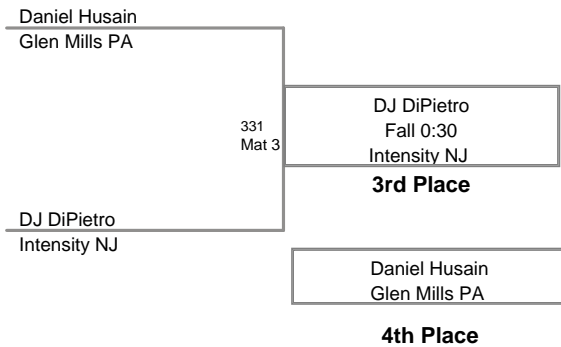 Daniel Husain
Glen Mills PA
331
Mat 3
DJ DiPietro
Fall 0:30
Intensity NJ
3rd Place
DJ DiPietro
Intensity NJ
Daniel Husain
Glen Mills PA
4th Place